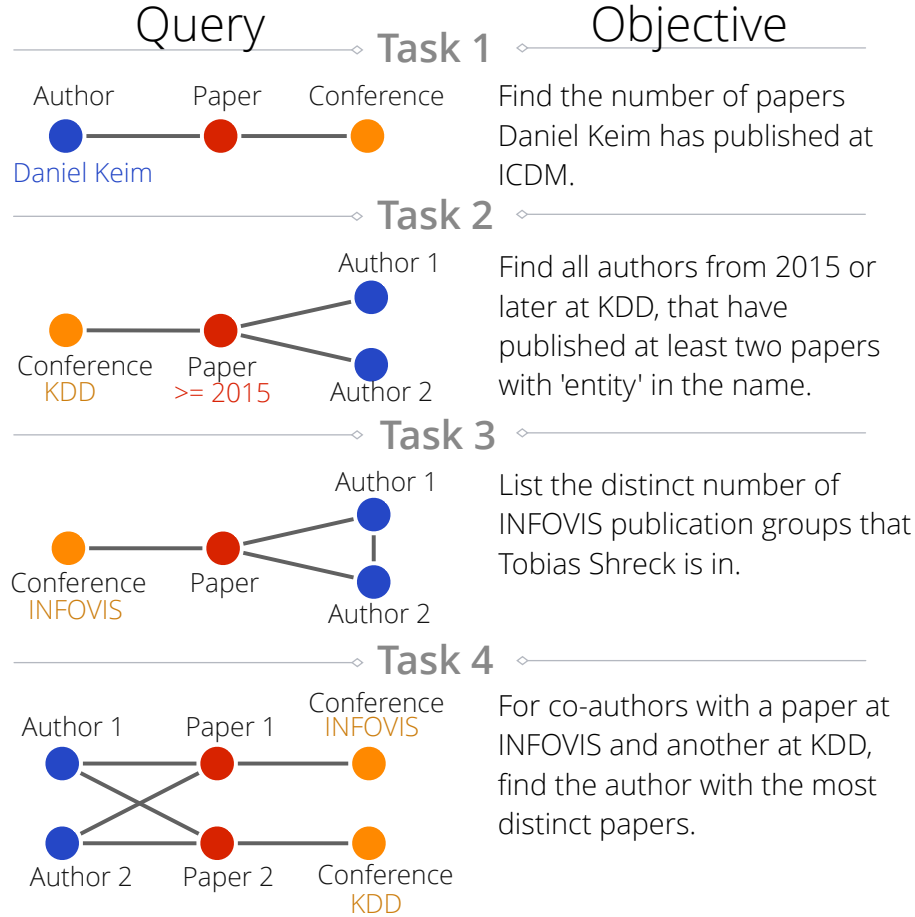 Query
Objective
Task 1
Author
Paper
Conference
Daniel Keim
Find the number of papers
Daniel Keim has published at
ICDM.
Task 2
Author 1
Conference
KDD
Paper
>= 2015
Author 2
Find all authors from 2015 or
later at KDD, that have
published at least two papers
with 'entity' in the name.
Task 3
Author 1
Conference
INFOVIS
Paper
Author 2
List the distinct number of
INFOVIS publication groups that
Tobias Shreck is in.
Task 4
Author 1
Paper 1
Conference
INFOVIS
Author 2
Paper 2
Conference
KDD
For co-authors with a paper at
INFOVIS and another at KDD,
find the author with the most
distinct papers.